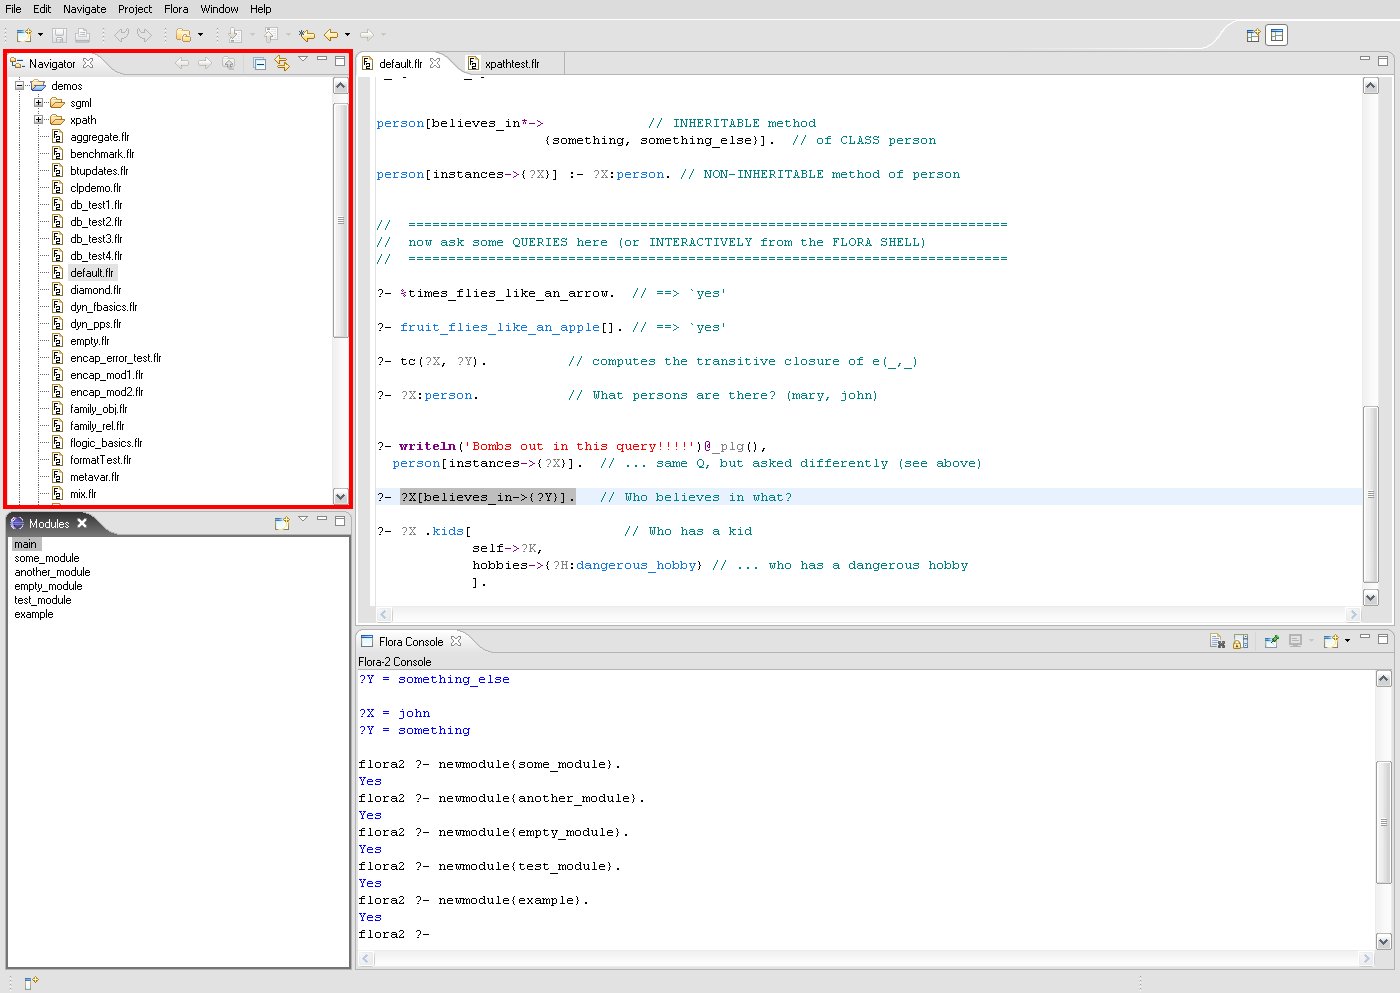 File Edit Navigate Project Flora Window Help
Navigator
demos
sgml
xpath
aggregate.flr
benchmark.flr
btupdates.flr
clpdemo.flr
db_test1.flr
db_test2.flr
db_test3.flr
db_test4.flr
default.flr
diamond.flr
dyn_fbasics.flr
dyn_pps.flr
empty.flr
encap_error_test.flr
encap_mod1.flr
encap_mod2.flr
family_obj.flr
family_rel.flr
flogic_basics.flr
formatTest.flr
metavar.flr
mix.flr
Modules
main
some_module
another_module
empty_module
test_module
example
default.flr xpathtest.flr
person[believes_in*-> // INHERITABLE method
{something, something_else}]. // of CLASS person
person[instances->{?X}] :- ?X:person. // NON-INHERITABLE method of person
// ===========================================================================
// now ask some QUERIES here (or INTERACTIVELY from the FLORA SHELL)
// ===========================================================================
?- %times_flies_like_an_arrow. // ==> `yes'
?- fruit_flies_like_an_apple[]. // ==> `yes'
?- tc(?X, ?Y). // computes the transitive closure of e(_,_)
?- ?X:person. // What persons are there? (mary, john)
?- writeln('Bombs out in this query!!!!')@_plg(),
person[instances->{?X}]. // ... same Q, but asked differently (see above)
?- ?X[believes_in->{?Y}]. // Who believes in what?
?- ?X .kids[ // Who has a kid
self->?K,
hobbies->{?H:dangerous_hobby} // ... who has a dangerous hobby
].
Flora Console
Flora-2 Console
?Y = something_else
?X = john
?Y = something
flora2 ?- newmodule{some_module}.
Yes
flora2 ?- newmodule{another_module}.
Yes
flora2 ?- newmodule{empty_module}.
Yes
flora2 ?- newmodule{test_module}.
Yes
flora2 ?- newmodule{example}.
Yes
flora2 ?-